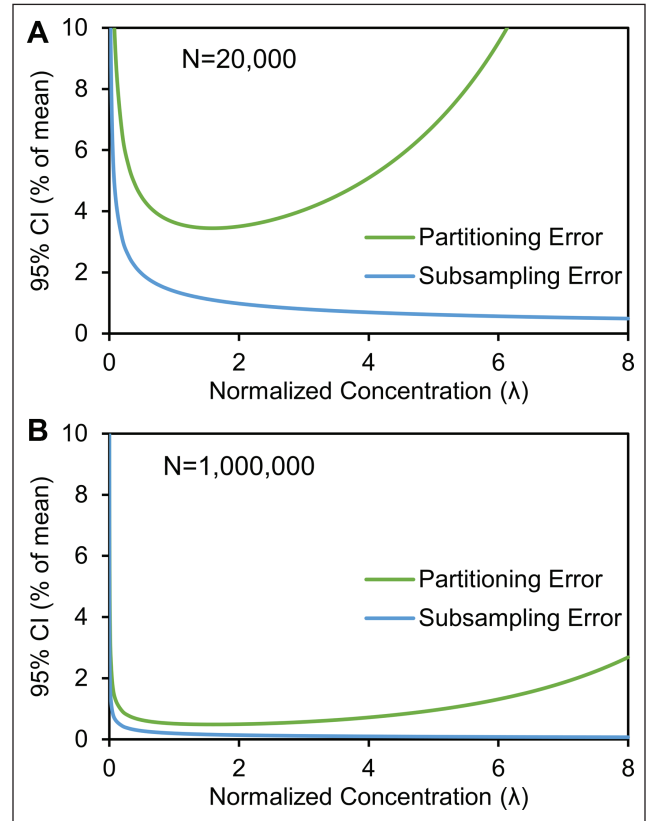 A
N=20,000
95% CI (% of mean)
10
8
6
4
2
0
Partitioning Error
Subsampling Error
0 2 4 6 8
Normalized Concentration (λ)
B
N=1,000,000
95% CI (% of mean)
10
8
6
4
2
0
Partitioning Error
Subsampling Error
0 2 4 6 8
Normalized Concentration (λ)